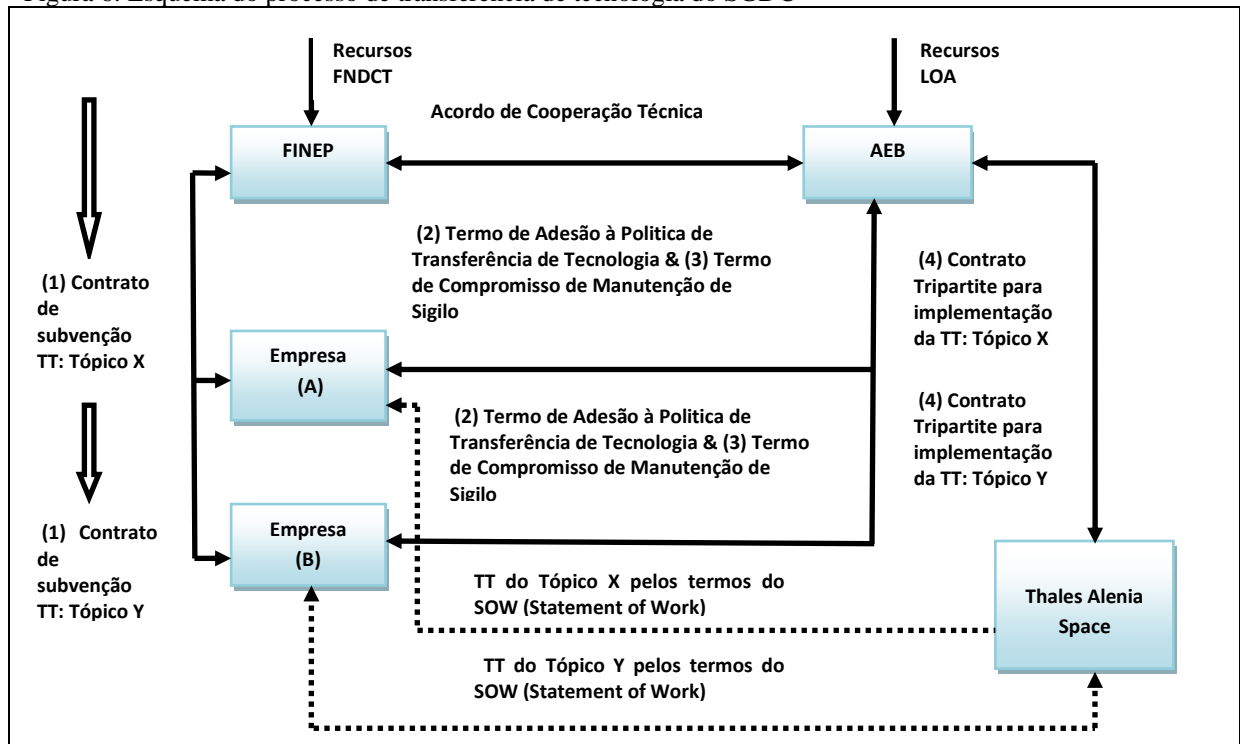 Figura 6: Esquema do processo de transferência de tecnologia do SGDC
Recursos
FNDCT
Recursos
LOA
Acordo de Cooperação Técnica
FINEP
AEB
(2) Termo de Adesão à Politica de
Transferência de Tecnologia & (3) Termo
de Compromisso de Manutenção de
Sigilo
(1) Contrato
de
subvenção
TT: Tópico X
(4) Contrato
Tripartite para
implementação
da TT: Tópico X
Empresa
(A)
(2) Termo de Adesão à Politica de
Transferência de Tecnologia & (3) Termo
de Compromisso de Manutenção de
Sigilo
(4) Contrato
Tripartite para
implementação
da TT: Tópico Y
(1) Contrato
de
subvenção
TT: Tópico Y
Empresa
(B)
TT do Tópico X pelos termos do
SOW (Statement of Work)
Thales Alenia
Space
TT do Tópico Y pelos termos do
SOW (Statement of Work)